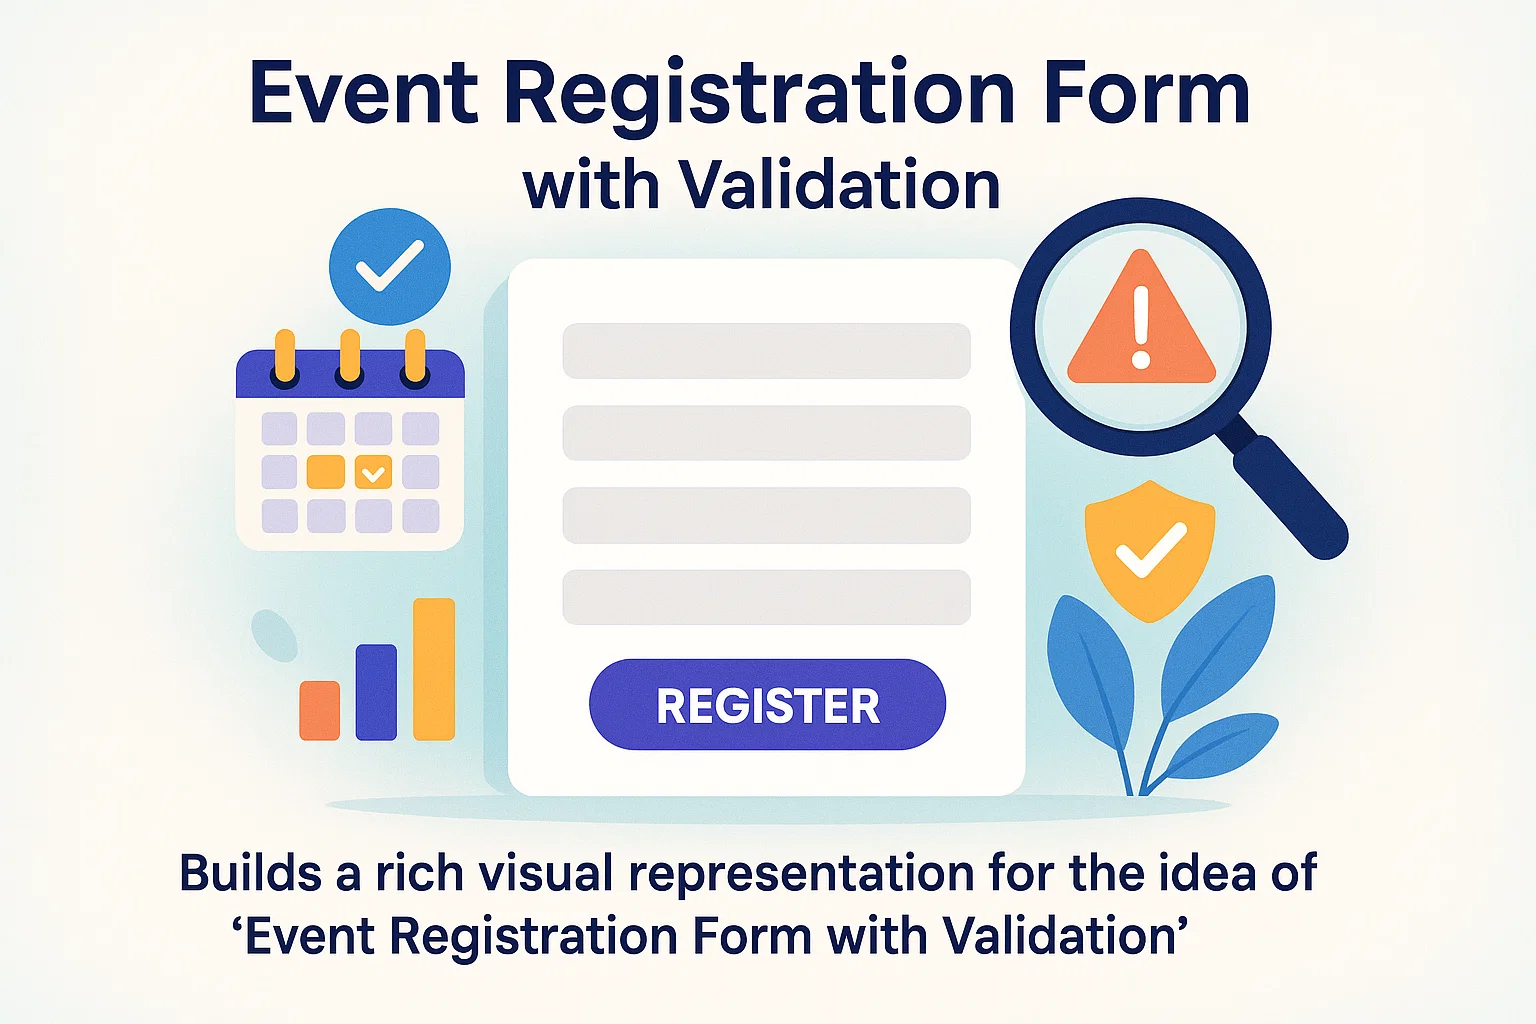 Event Registration Form
with Validation
REGISTER
Builds a rich visual representation for the idea of
‘Event Registration Form with Validation’